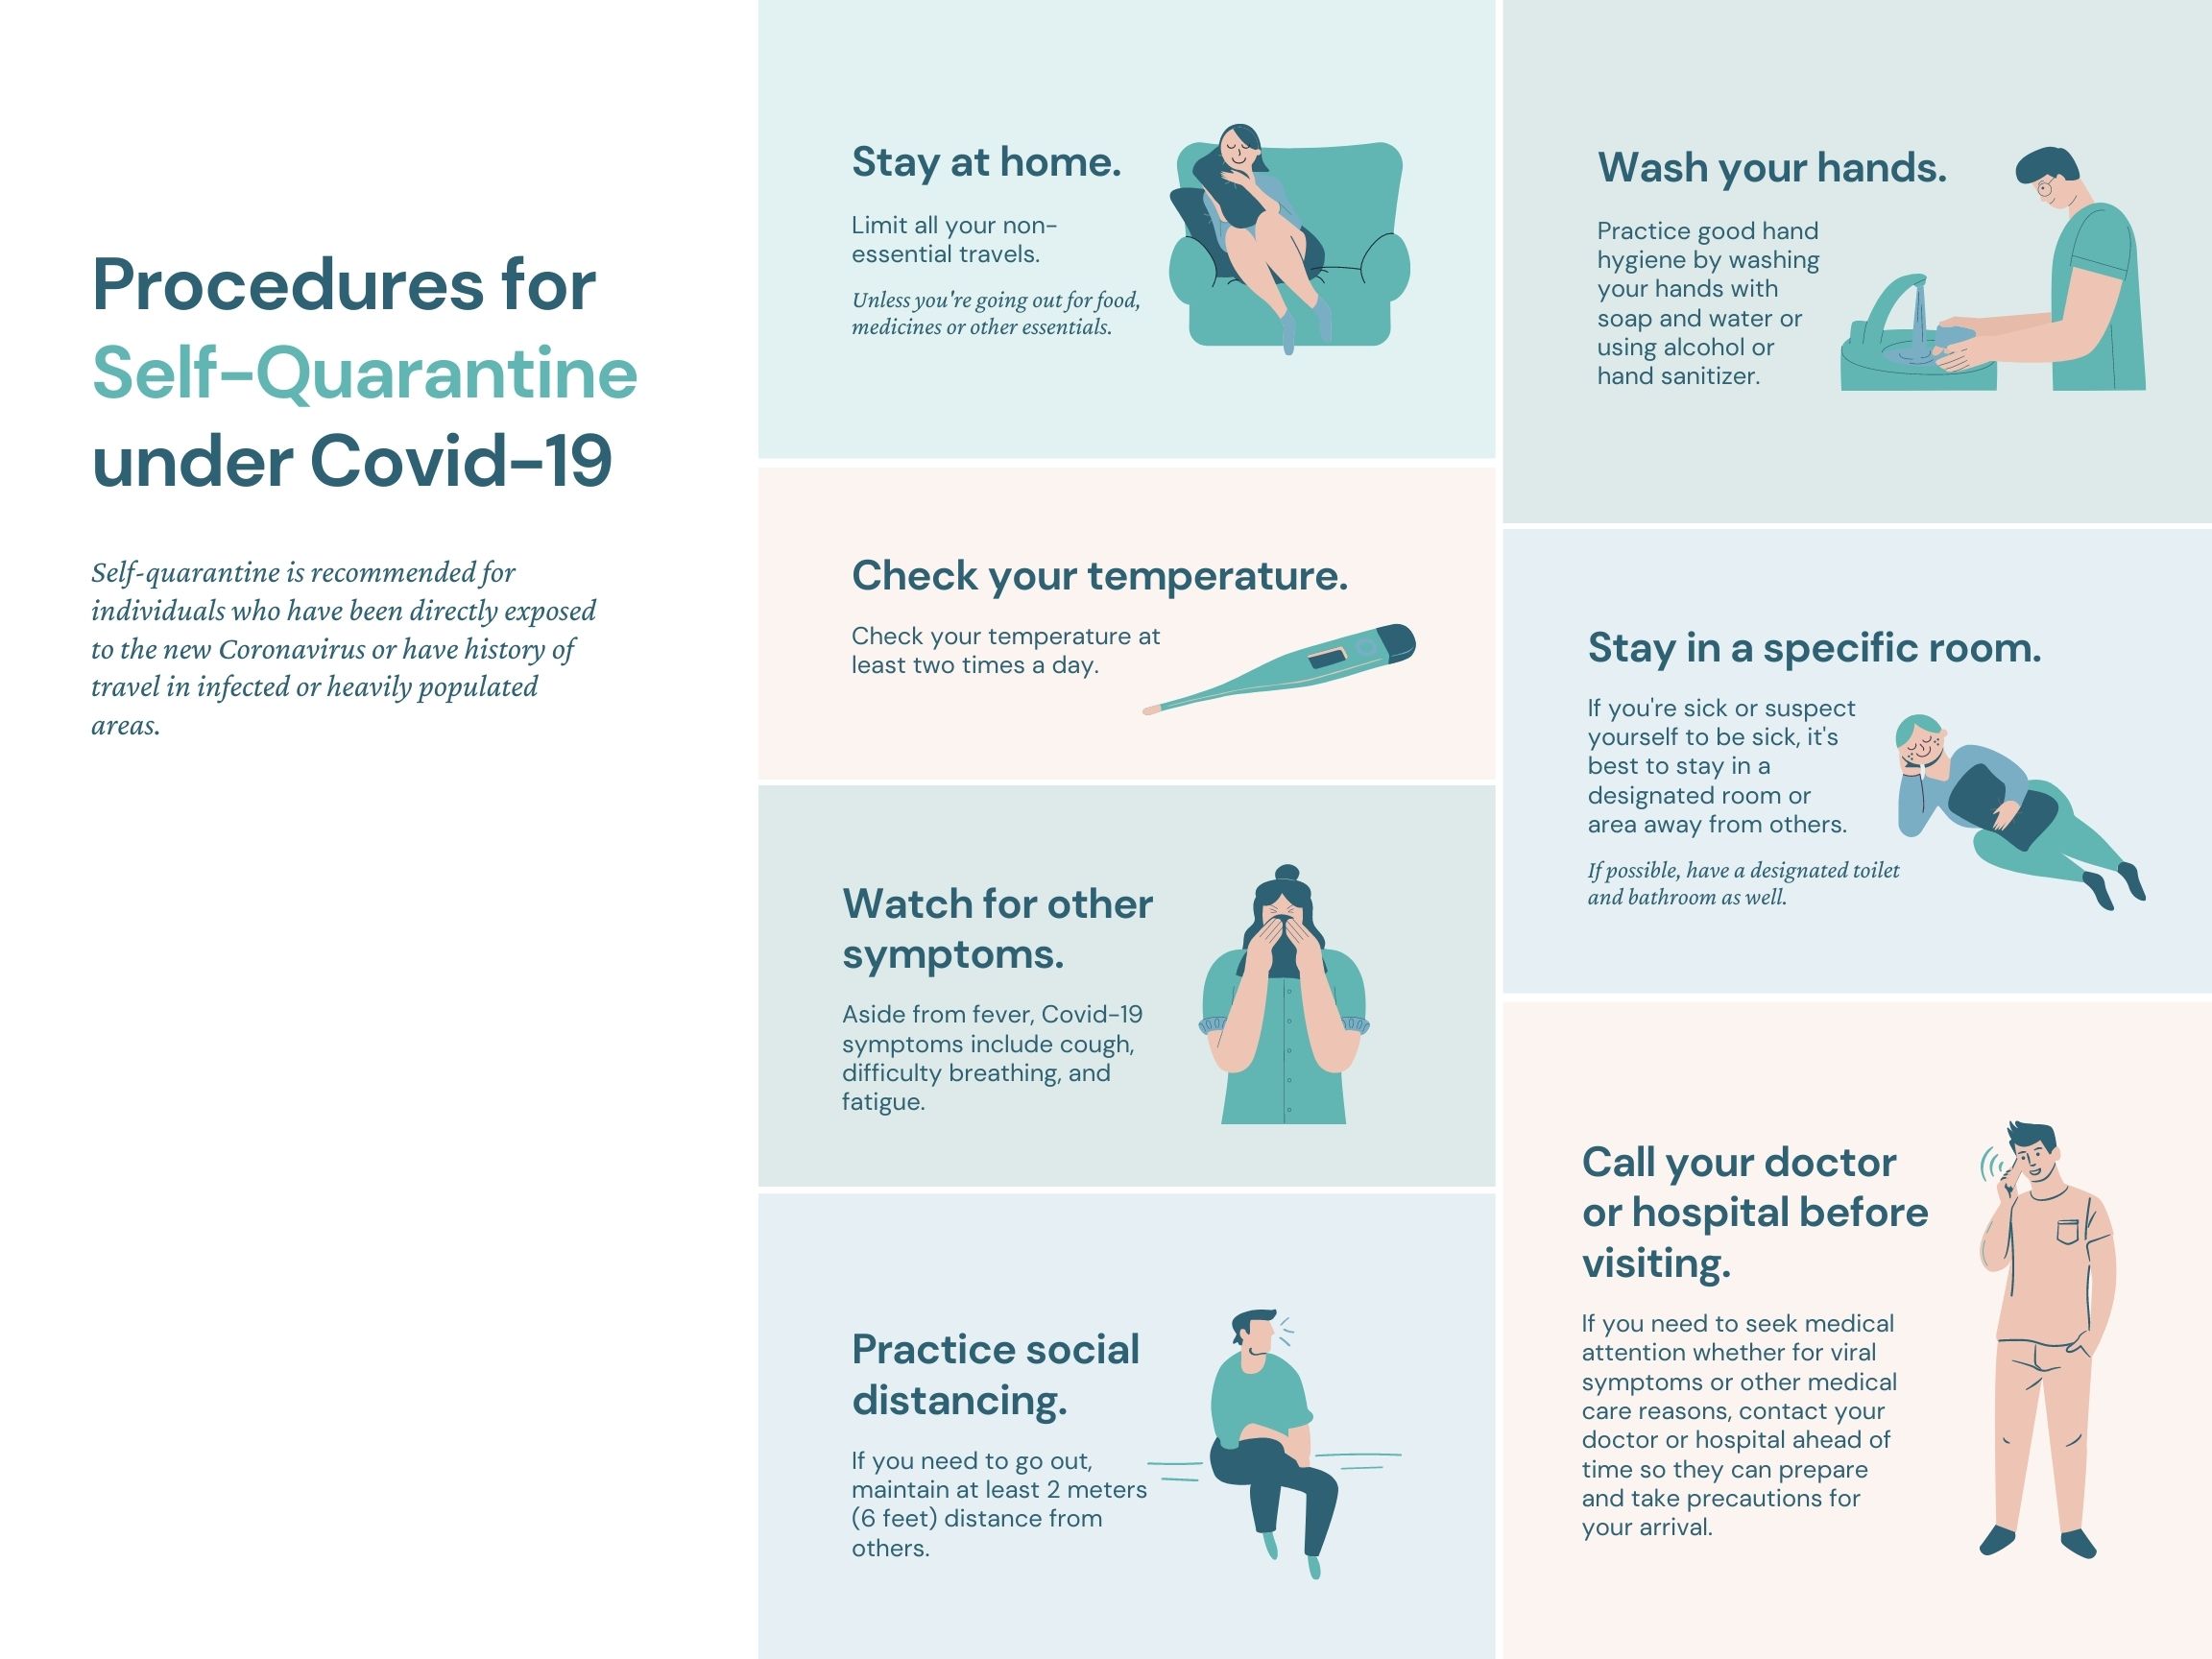 Procedures for
Self-Quarantine
under Covid-19
Self-quarantine is recommended for
individuals who have been directly exposed
to the new Coronavirus or have history of
travel in infected or heavily populated
areas.
Stay at home.
Limit all your non-
essential travels.
Unless you're going out for food,
medicines or other essentials.
Check your temperature.
Check your temperature at
least two times a day.
Watch for other
symptoms.
Aside from fever, Covid-19
symptoms include cough,
difficulty breathing, and
fatigue.
Practice social
distancing.
If you need to go out,
maintain at least 2 meters
(6 feet) distance from
others.
Wash your hands.
Practice good hand
hygiene by washing
your hands with
soap and water or
using alcohol or
hand sanitizer.
Stay in a specific room.
If you're sick or suspect
yourself to be sick, it's
best to stay in a
designated room or
area away from others.
If possible, have a designated toilet
and bathroom as well.
Call your doctor
or hospital before
visiting.
If you need to seek medical
attention whether for viral
symptoms or other medical
care reasons, contact your
doctor or hospital ahead of
time so they can prepare
and take precautions for
your arrival.